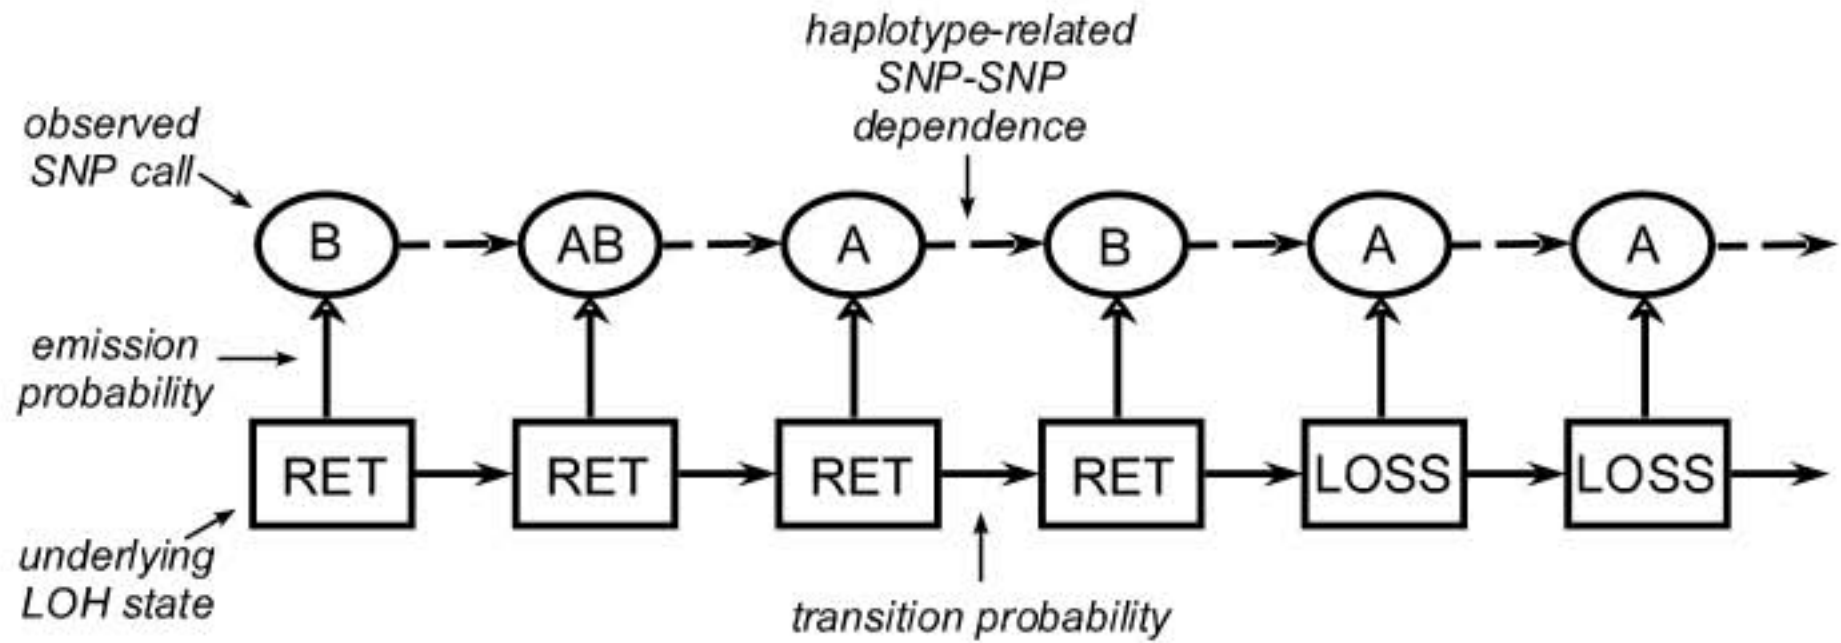 haplotype-related
SNP-SNP
dependence
observed
SNP call
B
AB
A
B
A
A
emission
probability
RET
RET
RET
RET
LOSS
LOSS
underlying
LOH state
transition probability